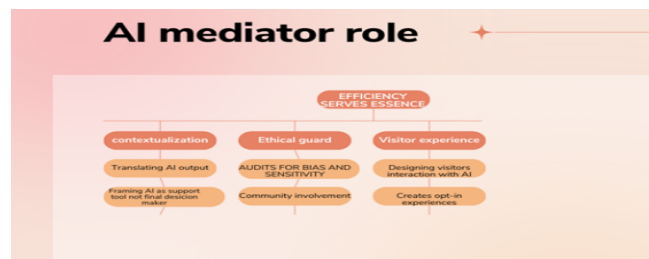 AI mediator role
EFFICIENCY
SERVES ESSENCE
contextualization
Ethical guard
Visitor experience
Translating AI output
AUDITS FOR BIAS AND
SENSITIVITY
Designing visitors
interaction with AI
Framing AI as support
tool not final desicion
maker
Community involvement
Creates opt-in
experiences